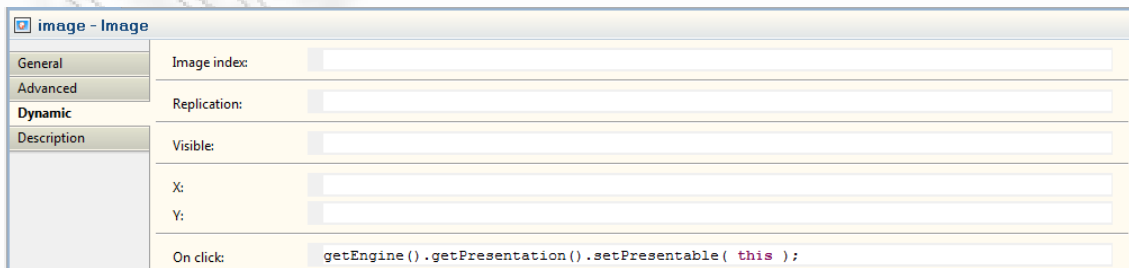 image - Image
General
Advanced
Dynamic
Description
Image index:
Replication:
Visible:
X:
Y:
On click: getEngine().getPresentation().setPresentable( this );